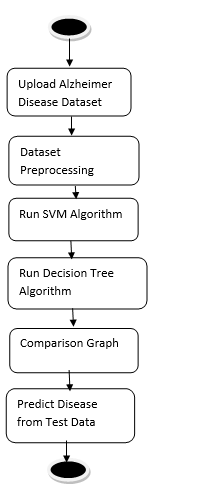 Upload Alzheimer
Disease Dataset
Dataset
Preprocessing
Run SVM Algorithm
Run Decision Tree
Algorithm
Comparison Graph
Predict Disease
from Test Data